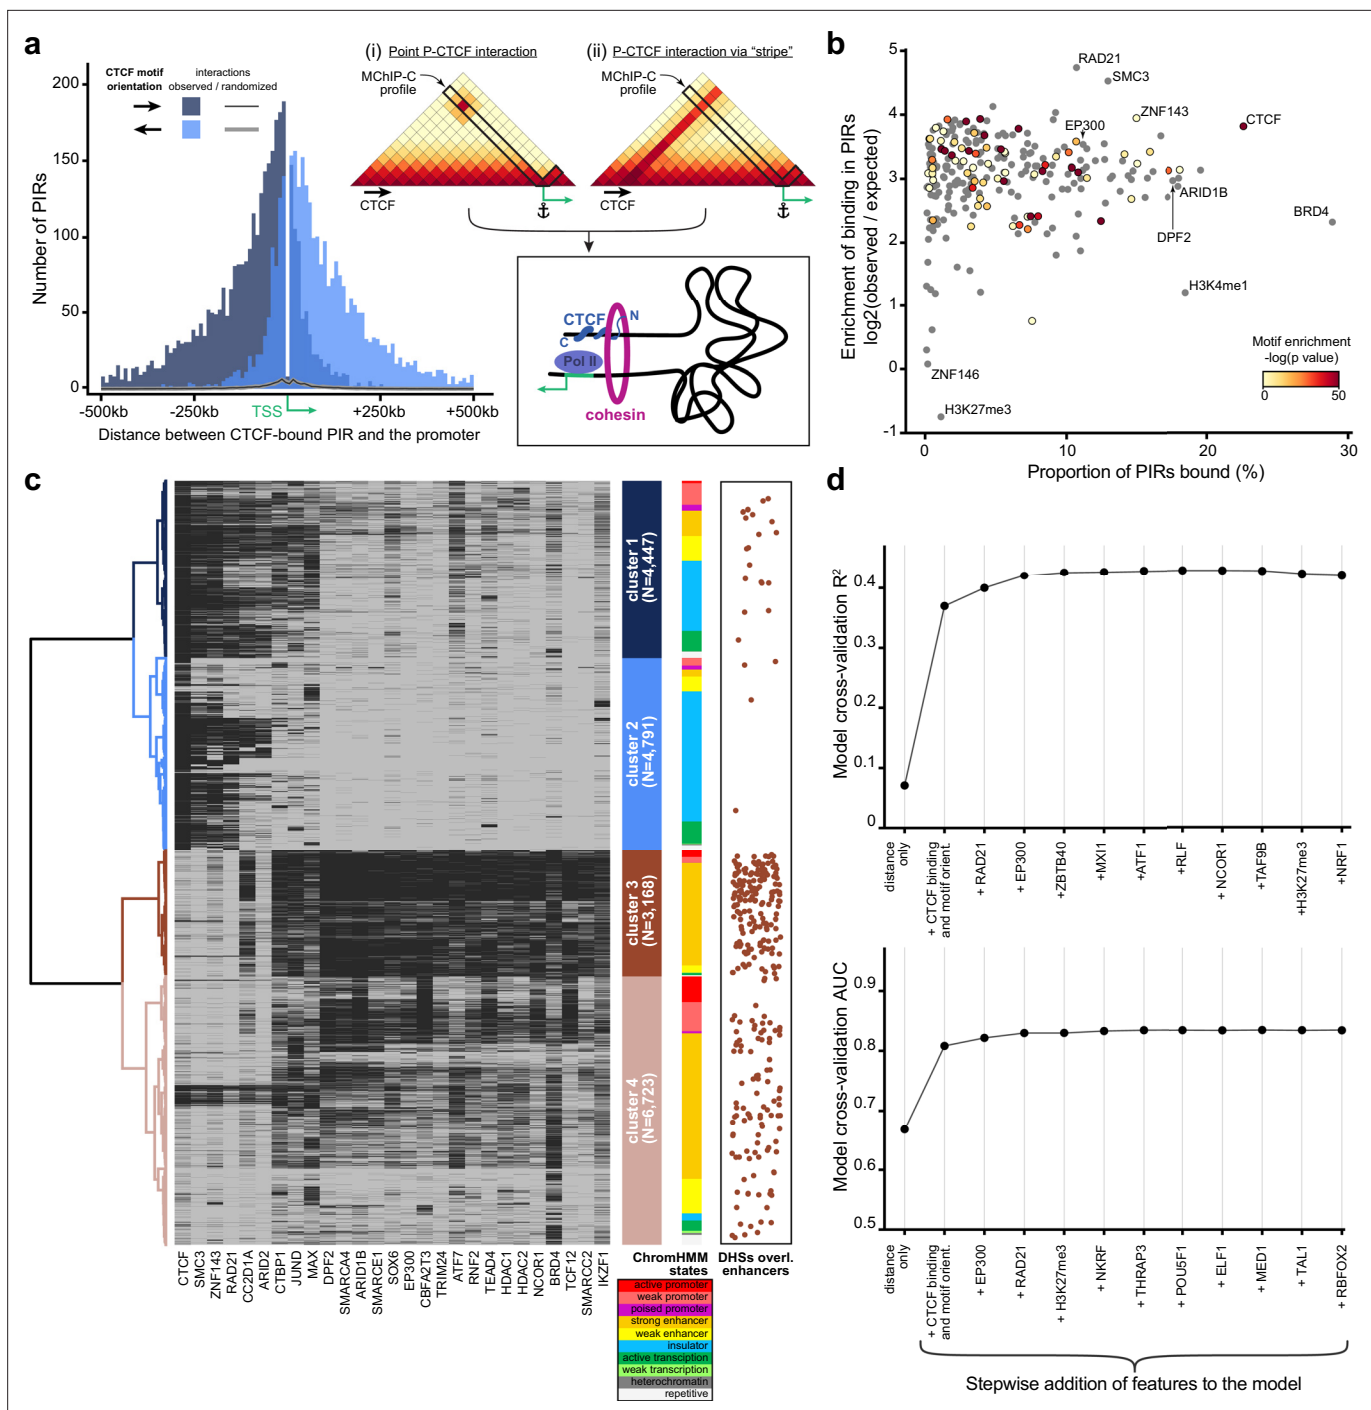 a
CTCF motif
orientation
interactions
observed / randomized
200
150
100
50
0
Number of PIRs
-500kb
-250kb
TSS
+250kb
+500kb
Distance between CTCF-bound PIR and the promoter
(i) Point P-CTCF interaction
MChIP-C
profile
CTCF
(ii) P-CTCF interaction via "stripe"
MChIP-C
profile
CTCF
CTCF
N
C
Pol II
cohesin
b
5
4
3
2
1
0
-1
Enrichment of binding in PIRs
log2(observed / expected)
RAD21
SMC3
ZNF143
EP300
CTCF
ARID1B
DPF2
BRD4
H3K4me1
ZNF146
H3K27me3
Motif enrichment
-log(p value)
0
50
0
10
20
30
Proportion of PIRs bound (%)
c
cluster 1
(N=4,447)
cluster 2
(N=4,791)
cluster 3
(N=3,168)
cluster 4
(N=6,723)
CTCF
SMC3
ZNF143
RAD21
CC2D1A
ARID2
CTBP1
JUND
MAX
DPF2
SMARCA4
ARID1B
SMARCE1
SOX6
EP300
CBFA2T3
TRIM24
ATF7
RNF2
TEAD4
HDAC1
HDAC2
NCOR1
BRD4
TCF12
SMARCC2
IKZF1
ChromHMM
states
DHSs overl.
enhancers
active promoter
weak promoter
poised promoter
strong enhancer
weak enhancer
insulator
active transciption
weak transcription
heterochromatin
repetitive
d
Model cross-validation R2
0.4
0.3
0.2
0.1
0
distance
only
+ CTCF binding
and motif orient.
+ RAD21
+ EP300
+ZBTB40
+MXI1
+ATF1
+RLF
+ NCOR1
+TAF9B
+H3K27me3
+NRF1
Model cross-validation AUC
0.9
0.8
0.7
0.6
0.5
distance
only
+ CTCF binding
and motif orient.
+ EP300
+ RAD21
+ H3K27me3
+ NKRF
+ THRAP3
+ POU5F1
+ ELF1
+ MED1
+ TAL1
+ RBFOX2
Stepwise addition of features to the model